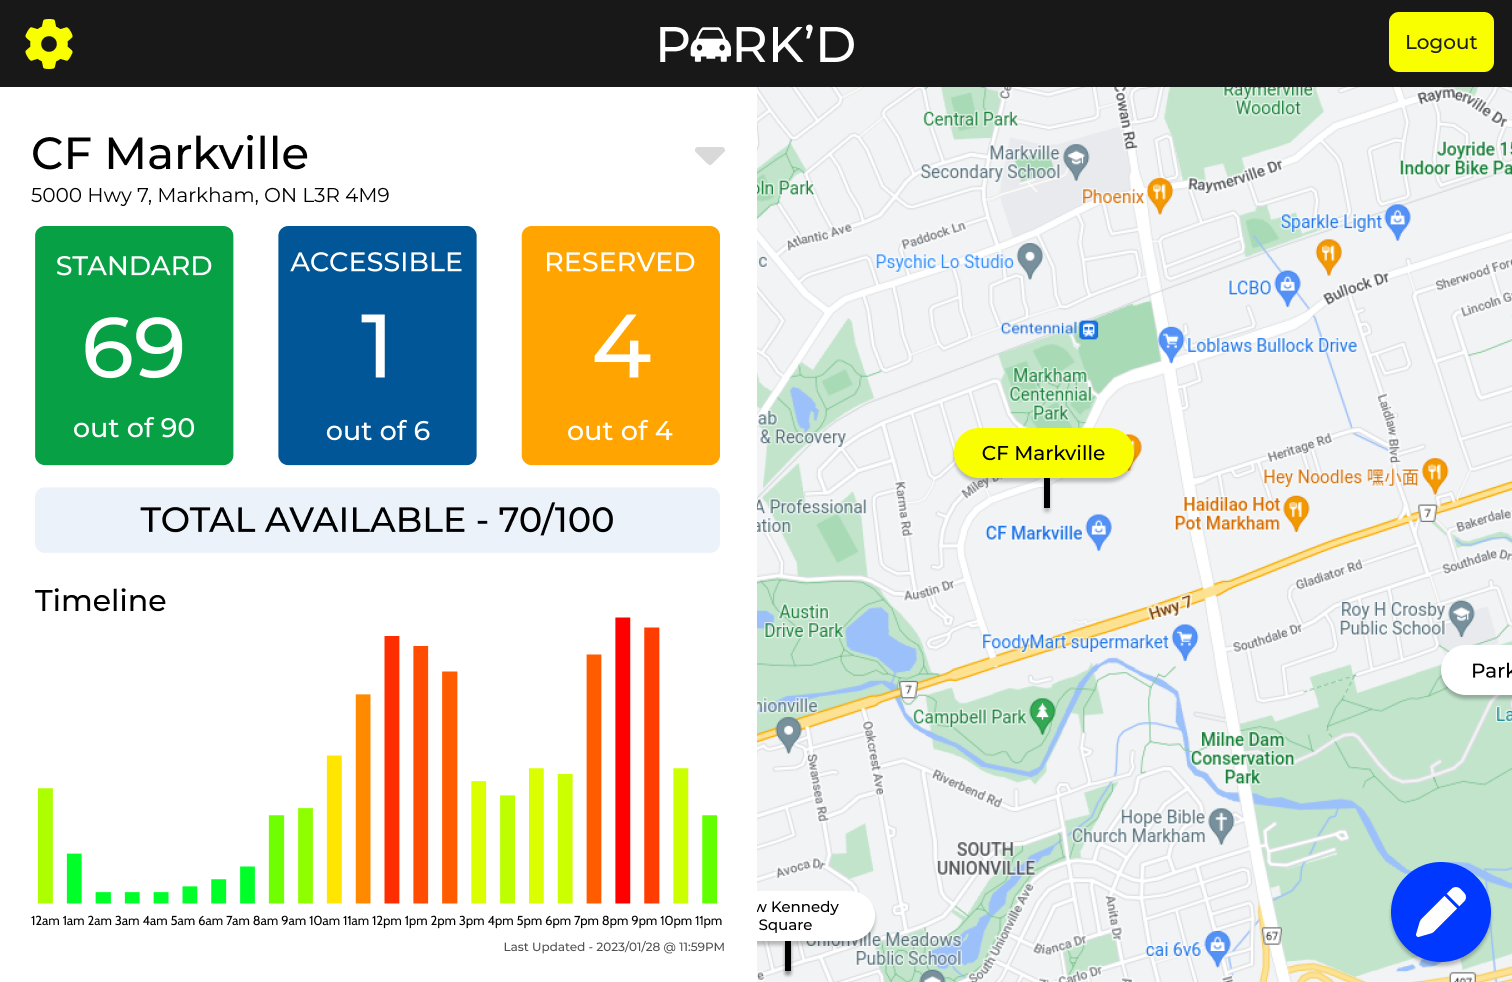 PARK'D
Logout
CF Markville
5000 Hwy 7, Markham, ON L3R 4M9
STANDARD
69
out of 90
ACCESSIBLE
1
out of 6
RESERVED
4
out of 4
TOTAL AVAILABLE - 70/100
Timeline
12am 1am 2am 3am 4am 5am 6am 7am 8am 9am 10am 11am 12pm 1pm 2pm 3pm 4pm 5pm 6pm 7pm 8pm 9pm 10pm 11pm
Last Updated - 2023/01/28 @ 11:59PM
Central Park
Cowan Rd
Raymerville
Woodlot
Raymerville Dr
Markville
Secondary School
Joyride 15
Indoor Bike Pa
oln Park
Phoenix
Raymerville Dr
Atlantic Ave
Paddock Ln
Sparkle Light
c
Psychic Lo Studio
LCBO
Bullock Dr
Sherwood Fore
Lincoln G
Centennial
Loblaws Bullock Drive
Markham
Centennial
Park
Laidlaw Blvd
ab
& Recovery
CF Markville
Heritage Rd
Hey Noodles 嘿小面
Miley D
Karma Rd
A Professional
ation
Haidilao Hot
Pot Markham
7
Bakerdale
CF Markville
Southdale Dr
Gladiator Rd
Austin Dr
Hwy 7
Austin
Drive Park
Roy H Crosby
Public School
FoodyMart supermarket
Southdale Dr
Park
7
nionville
Campbell Park
La
Oakcrest Ave
Milne Dam
Conservation
Park
Swansea Rd
Riverbend Rd
Hope Bible
Church Markham
SOUTH
UNIONVILLE
Avoca Dr
Anita Dr
w Kennedy
Square
South Unionville Ave
Unionville Meadows
Public School
Bianca Dr
cai 6v6
67
Carlo Dr
407